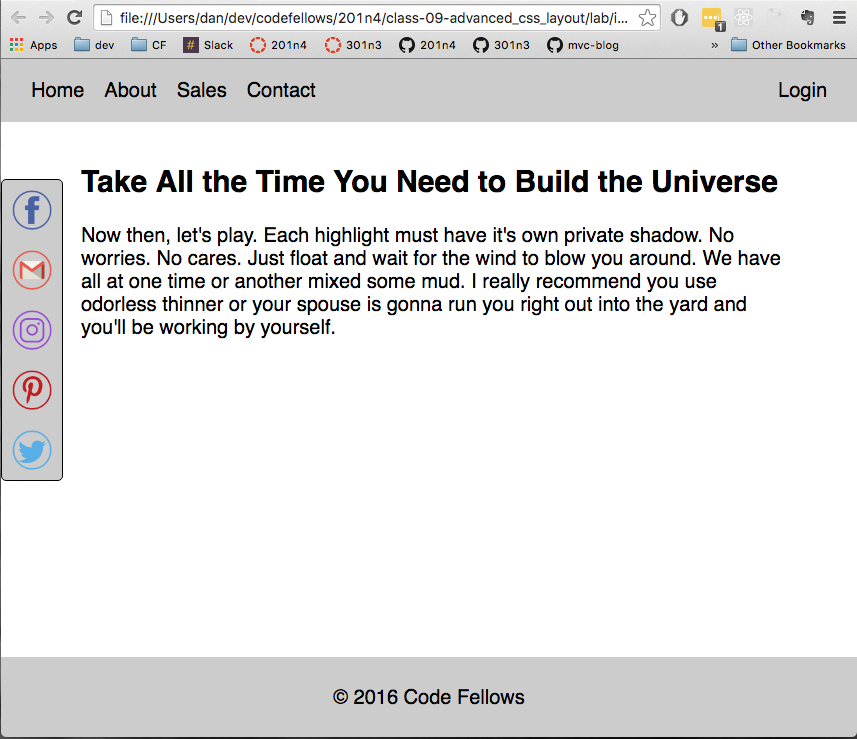 file:///Users/dan/dev/codefellows/201n4/class-09-advanced_css_layout/lab/i...
1
Apps dev CF # Slack 201n4 301n3 201n4 301n3 mvc-blog » Other Bookmarks
Home About Sales Contact Login
Take All the Time You Need to Build the Universe
Now then, let's play. Each highlight must have it's own private shadow. No
worries. No cares. Just float and wait for the wind to blow you around. We have
all at one time or another mixed some mud. I really recommend you use
odorless thinner or your spouse is gonna run you right out into the yard and
you'll be working by yourself.
© 2016 Code Fellows